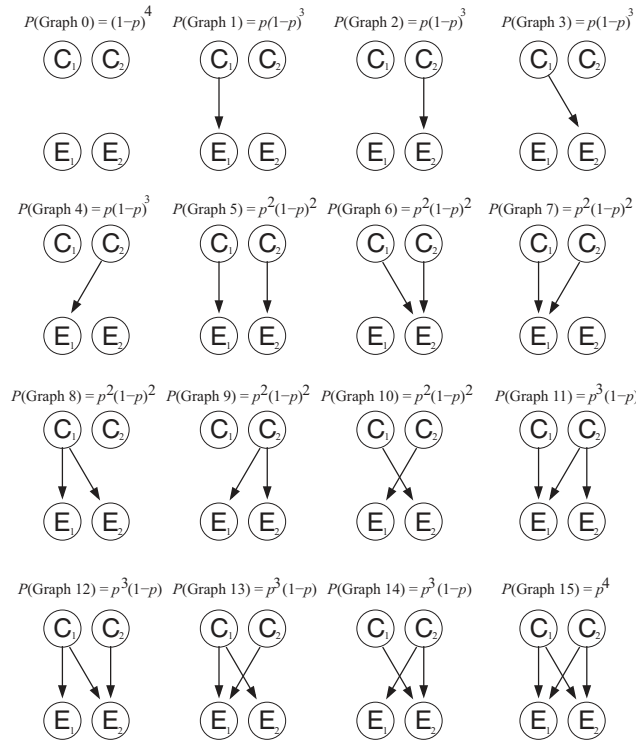 P(Graph 0) = (1–p)^4 P(Graph 1) = p(1–p)^3 P(Graph 2) = p(1–p)^3 P(Graph 3) = p(1–p)^3
C₁ C₂ C₁ C₂ C₁ C₂ C₁ C₂
E₁ E₂ E₁ E₂ E₁ E₂ E₁ E₂
P(Graph 4) = p(1–p)^3 P(Graph 5) = p^2(1–p)^2 P(Graph 6) = p^2(1–p)^2 P(Graph 7) = p^2(1–p)^2
C₁ C₂ C₁ C₂ C₁ C₂ C₁ C₂
E₁ E₂ E₁ E₂ E₁ E₂ E₁ E₂
P(Graph 8) = p^2(1–p)^2 P(Graph 9) = p^2(1–p)^2 P(Graph 10) = p^2(1–p)^2 P(Graph 11) = p^3(1–p)
C₁ C₂ C₁ C₂ C₁ C₂ C₁ C₂
E₁ E₂ E₁ E₂ E₁ E₂ E₁ E₂
P(Graph 12) = p^3(1–p) P(Graph 13) = p^3(1–p) P(Graph 14) = p^3(1–p) P(Graph 15) = p^4
C₁ C₂ C₁ C₂ C₁ C₂ C₁ C₂
E₁ E₂ E₁ E₂ E₁ E₂ E₁ E₂